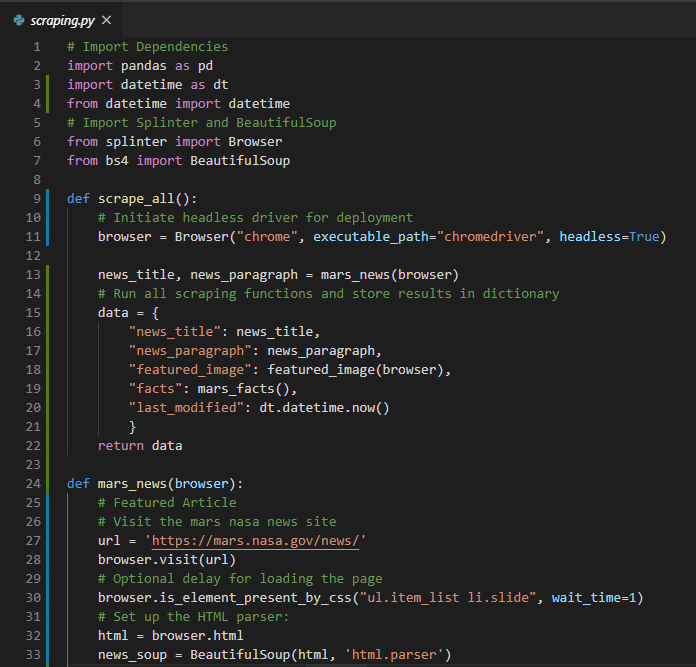 scraping.py ×
1 # Import Dependencies
2 import pandas as pd
3 import datetime as dt
4 from datetime import datetime
5 # Import Splinter and BeautifulSoup
6 from splinter import Browser
7 from bs4 import BeautifulSoup
8
9 def scrape_all():
10     # Initiate headless driver for deployment
11     browser = Browser("chrome", executable_path="chromedriver", headless=True)
12
13     news_title, news_paragraph = mars_news(browser)
14     # Run all scraping functions and store results in dictionary
15     data = {
16         "news_title": news_title,
17         "news_paragraph": news_paragraph,
18         "featured_image": featured_image(browser),
19         "facts": mars_facts(),
20         "last_modified": dt.datetime.now()
21         }
22     return data
23
24 def mars_news(browser):
25     # Featured Article
26     # Visit the mars nasa news site
27     url = 'https://mars.nasa.gov/news/'
28     browser.visit(url)
29     # Optional delay for loading the page
30     browser.is_element_present_by_css("ul.item_list li.slide", wait_time=1)
31     # Set up the HTML parser:
32     html = browser.html
33     news_soup = BeautifulSoup(html, 'html.parser')